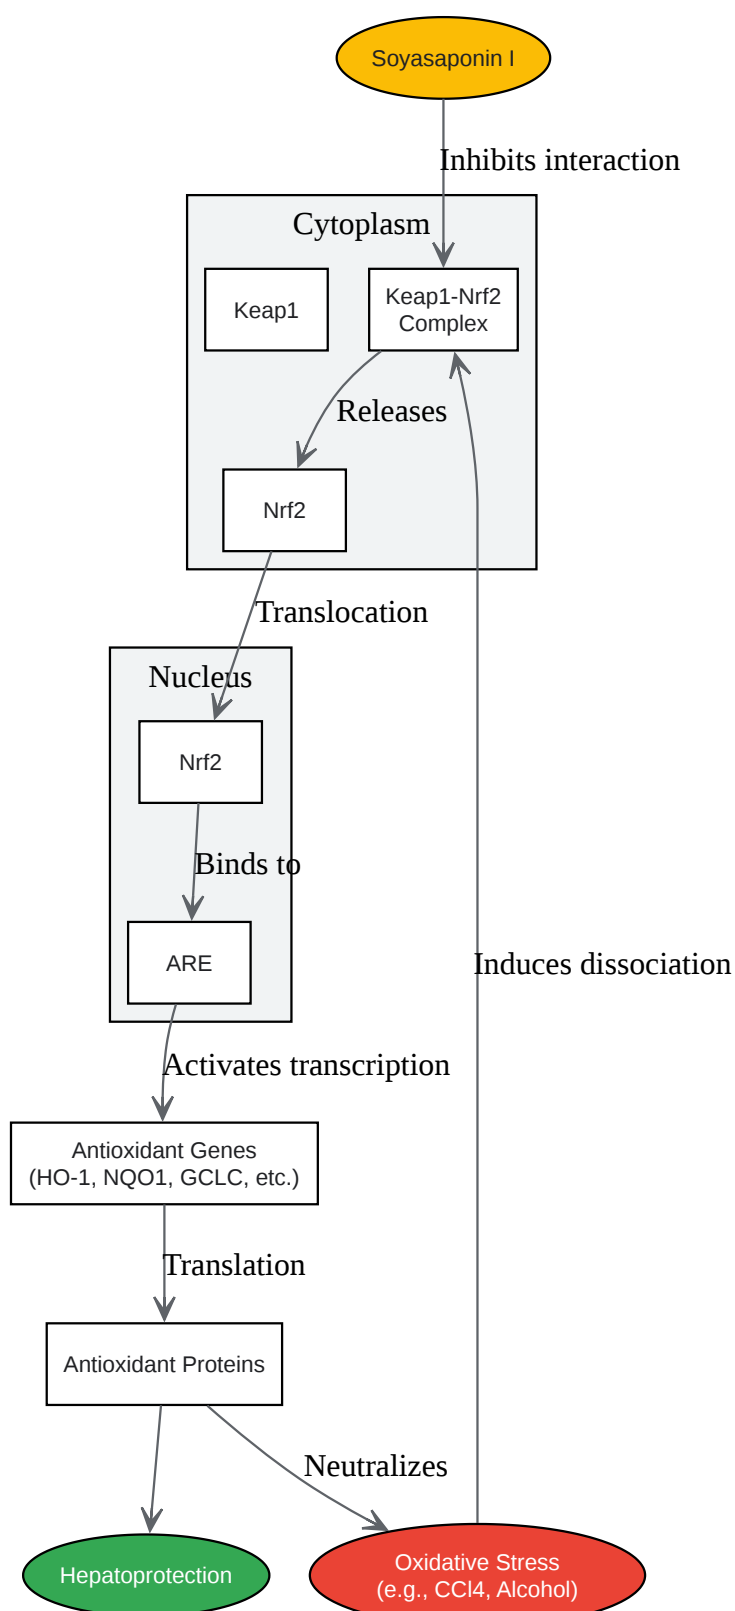 Soyasaponin I
Inhibits interaction
Cytoplasm
Keap1
Keap1-Nrf2
Complex
Releases
Nrf2
Translocation
Nucleus
Nrf2
Binds to
ARE
Induces dissociation
Activates transcription
Antioxidant Genes
(HO-1, NQO1, GCLC, etc.)
Translation
Antioxidant Proteins
Neutralizes
Hepatoprotection
Oxidative Stress
(e.g., CCl4, Alcohol)